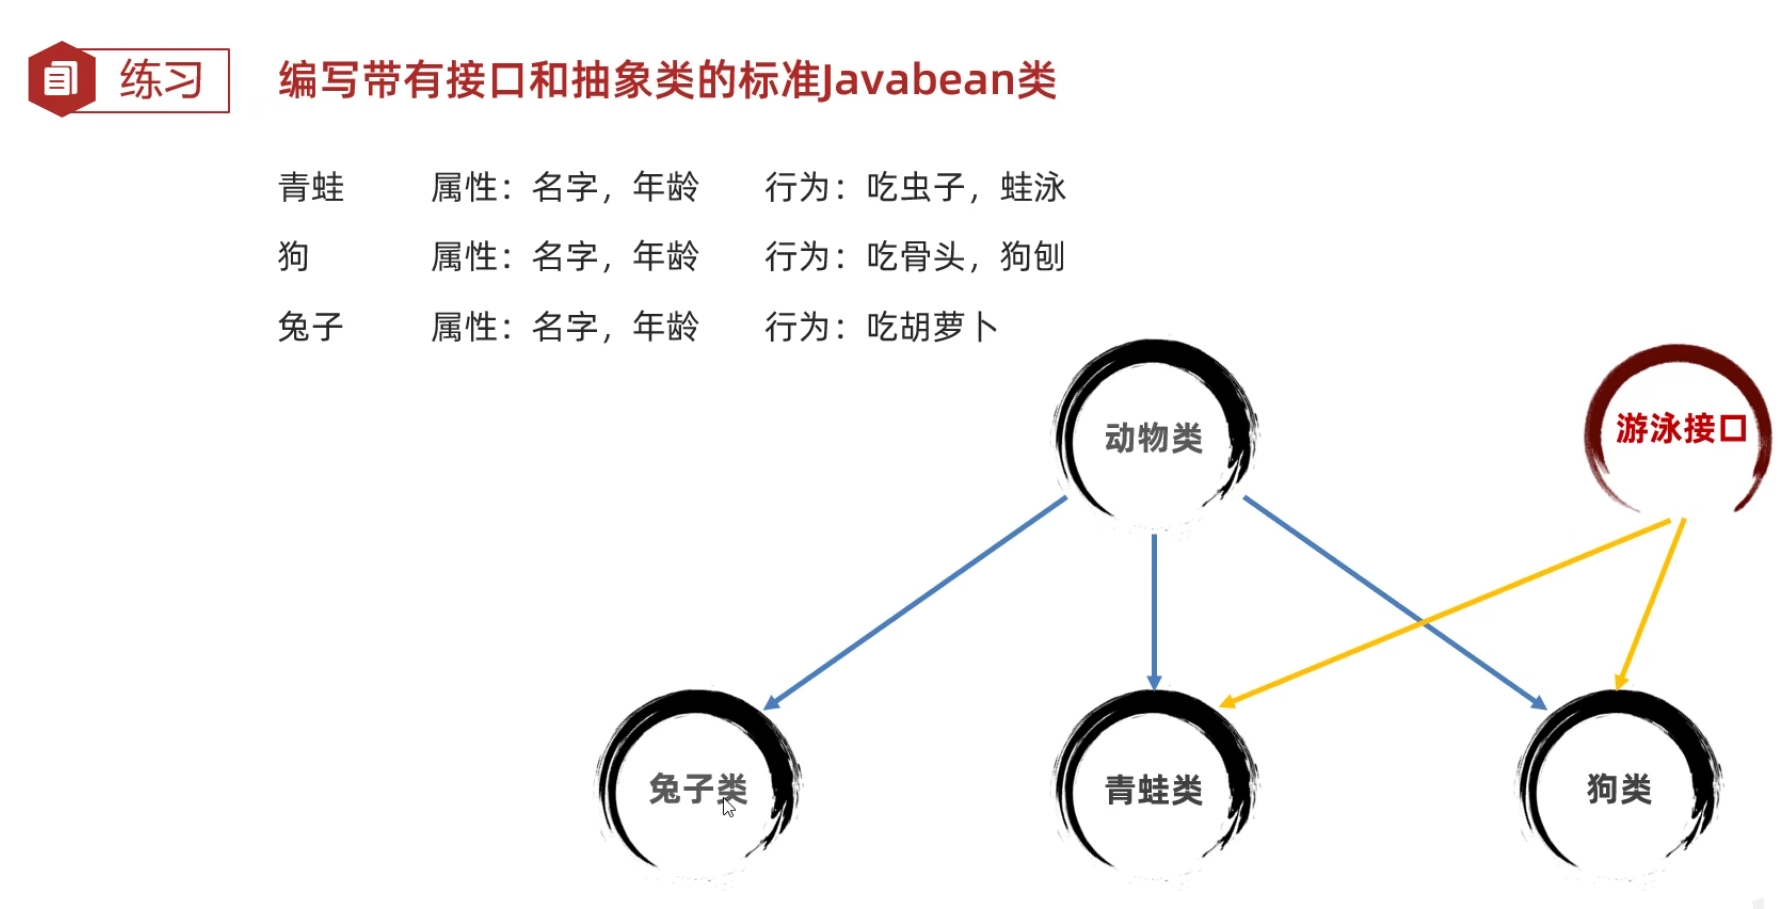 练习 编写带有接口和抽象类的标准Javabean类
青蛙 属性：名字，年龄 行为：吃虫子，蛙泳
狗 属性：名字，年龄 行为：吃骨头，狗刨
兔子 属性：名字，年龄 行为：吃胡萝卜
动物类 游泳接口
兔子类 青蛙类 狗类